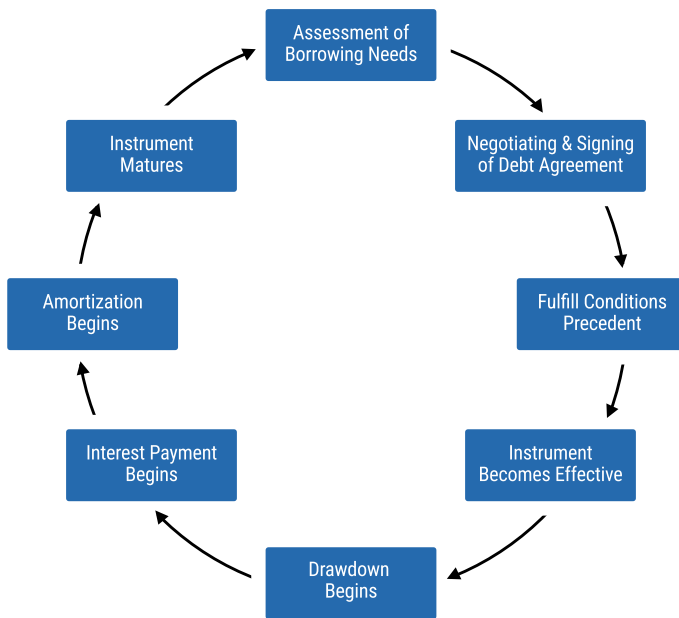 Assessment of
Borrowing Needs
Negotiating & Signing
of Debt Agreement
Fulfill Conditions
Precedent
Instrument
Becomes Effective
Drawdown
Begins
Interest Payment
Begins
Amortization
Begins
Instrument
Matures